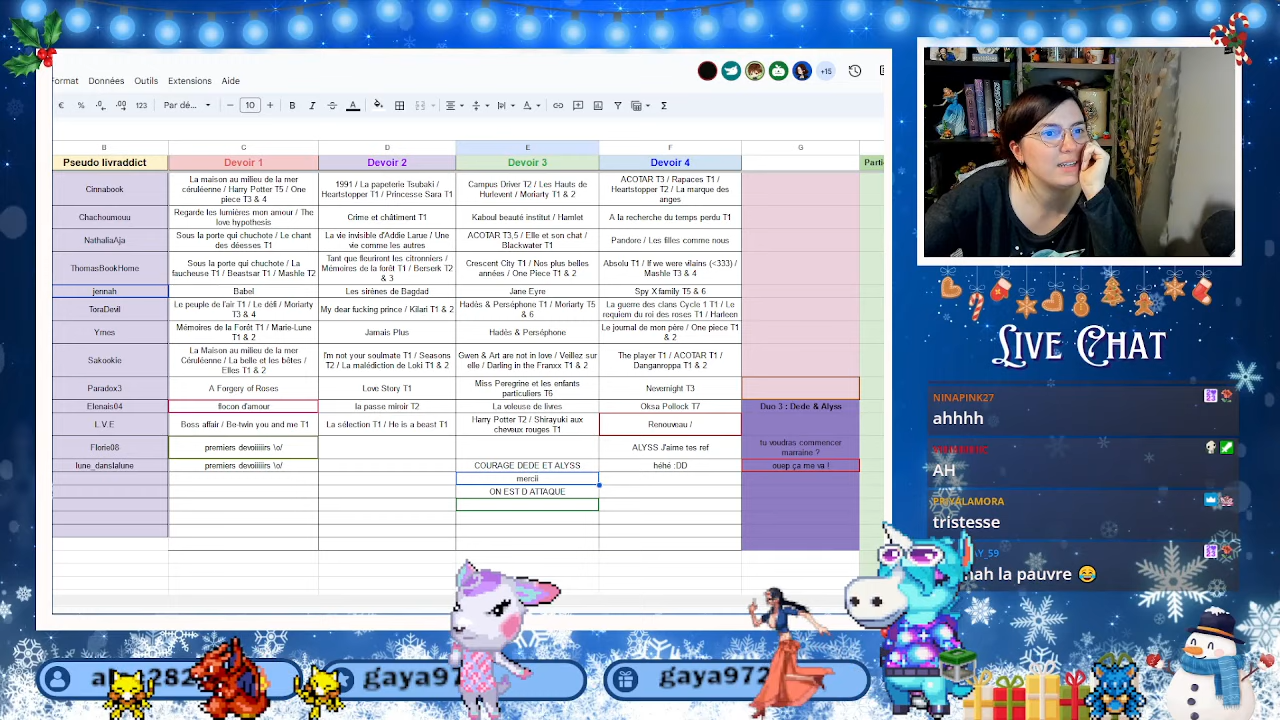 ormat Données Outils Extensions Aide
+15
€ % .0 .00 123 Par dé... − 10 + B I A Σ
B C D E F G
Pseudo livraddict Devoir 1 Devoir 2 Devoir 3 Devoir 4 Parti
Cinnabook
La maison au milieu de la mer
céruléenne / Harry Potter T5 / One
piece T3 & 4
1991 / La papeterie Tsubaki /
Heartstopper T1 / Princesse Sara T1
Campus Driver T2 / Les Hauts de
Hurlevent / Moriarty T1 & 2
ACOTAR T3 / Rapaces T1 /
Heartstopper T2 / La marque des
anges
Chachoumouu
Regarde les lumières mon amour / The
love hypothesis
Crime et châtiment T1
Kaboul beauté institut / Hamlet
A la recherche du temps perdu T1
NathaliaAja
Sous la porte qui chuchote / Le chant
des déesses T1
La vie invisible d'Addie Larue / Une
vie comme les autres
ACOTAR T3,5 / Elle et son chat /
Blackwater T1
Pandore / Les filles comme nous
ThomasBookHome
Sous la porte qui chuchote / La
faucheuse T1 / Beastsar T1 / Mashle T2
Tant que fleuriront les citronniers /
Mémoires de la forêt T1 / Berserk T2
& 3
Crescent City T1 / Nos plus belles
années / One Piece T1 & 2
Absolu T1 / If we were vilains (<333) /
Mashle T3 & 4
jennah
Babel
Les sirènes de Bagdad
Jane Eyre
Spy X family T5 & 6
ToraDevil
Le peuple de l'air T1 / Le déli / Moriarty
T3 & 4
My dear fucking prince / Kilari T1 & 2
Hadès & Perséphone T1 / Moriarty T5
& 6
La guerre des clans Cycle 1 T1 / Le
requiem du roi des roses T1 / Harleen
Ymes
Mémoires de la Forêt T1 / Marie-Lune
T1 & 2
Jamais Plus
Hadès & Perséphone
Le journal de mon père / One piece T1
& 2
Sakookie
La Maison au milieu de la mer
Céruléenne / La belle et les bêtes /
Elles T1 & 2
I'm not your soulmate T1 / Seasons
T2 / La malédiction de Loki T1 & 2
Gwen & Art are not in love / Veillez sur
elle / Darling in the Franxx T1 & 2
The player T1 / ACOTAR T1 /
Danganroppa T1 & 2
Paradox3
A Forgery of Roses
Love Story T1
Miss Peregrine et les enfants
particuliers T6
Nevernight T3
Elenais04
flocon d'amour
la passe miroir T2
La voleuse de livres
Oksa Pollock T7
Duo 3 : Dede & Alyss
L.V.E
Boss affair / Be-twin you and me T1
La sélection T1 / He is a beast T1
Harry Potter T2 / Shirayuki aux
cheveux rouges T1
Renouveau /
Florie08
premiers devoiiiiirs \o/
ALYSS J'aime tes ref
tu voudras commencer
marraine ?
lune_danslalune
premiers devoiiiiirs \o/
COURAGE DEDE ET ALYSS
héhé :DD
ouep ça me va !
mercii
ON EST D ATTAQUE
LIVE CHAT
NINAPINK27
ahhhh
AH
PRIYALAMORA
tristesse
Y_59
nah la pauvre 😂
gaya97
gaya972